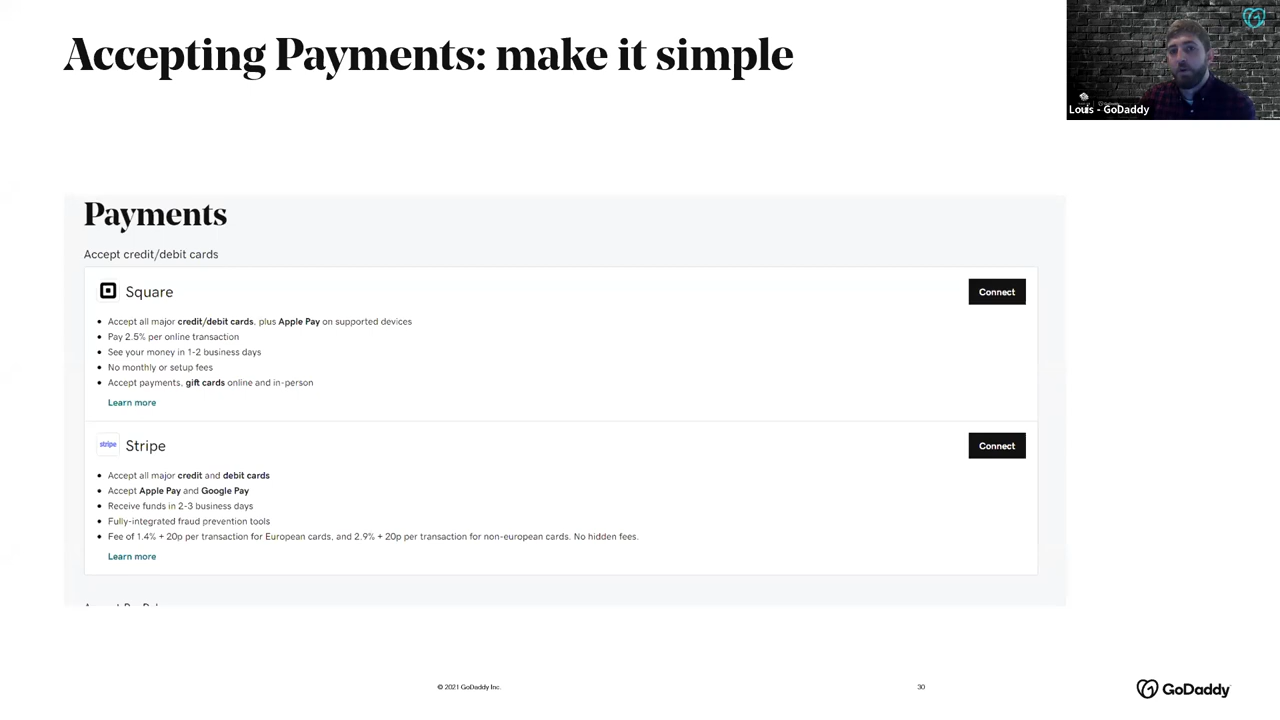 Accepting Payments: make it simple
Louis - GoDaddy
Payments
Accept credit/debit cards
Square
Connect
Accept all major credit/debit cards, plus Apple Pay on supported devices
Pay 2.5% per online transaction
See your money in 1-2 business days
No monthly or setup fees
Accept payments, gift cards online and in-person
Learn more
stripe
Stripe
Connect
Accept all major credit and debit cards
Accept Apple Pay and Google Pay
Receive funds in 2-3 business days
Fully-integrated fraud prevention tools
Fee of 1.4% + 20p per transaction for European cards, and 2.9% + 20p per transaction for non-european cards. No hidden fees.
Learn more
© 2021 GoDaddy Inc.
30
GoDaddy